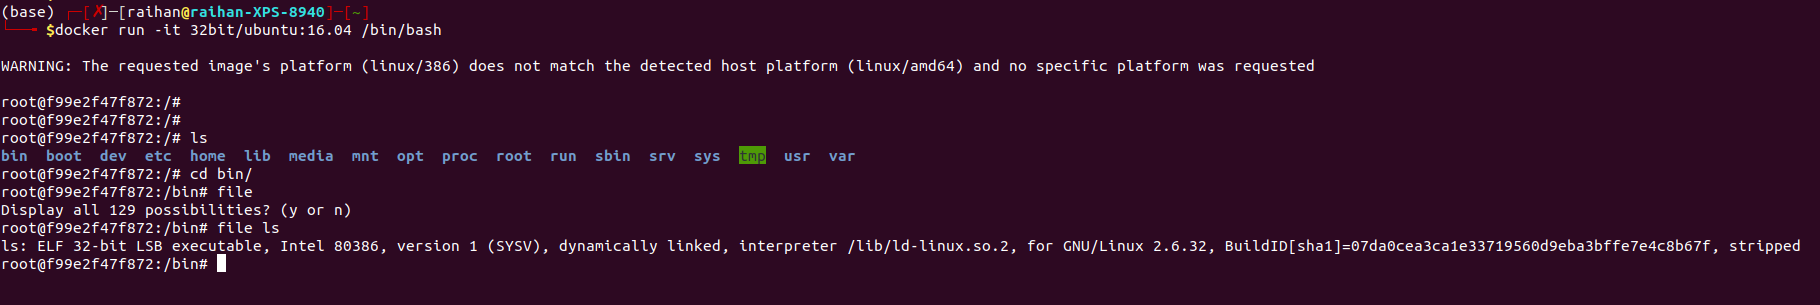 (base) ┌─[✗]─[raihan@raihan-XPS-8940]─[~]
└──╼ $docker run -it 32bit/ubuntu:16.04 /bin/bash
WARNING: The requested image's platform (linux/386) does not match the detected host platform (linux/amd64) and no specific platform was requested
root@f99e2f47f872:/#
root@f99e2f47f872:/#
root@f99e2f47f872:/# ls
bin boot dev etc home lib media mnt opt proc root run sbin srv sys tmp usr var
root@f99e2f47f872:/# cd bin/
root@f99e2f47f872:/bin# file
Display all 129 possibilities? (y or n)
root@f99e2f47f872:/bin# file ls
ls: ELF 32-bit LSB executable, Intel 80386, version 1 (SYSV), dynamically linked, interpreter /lib/ld-linux.so.2, for GNU/Linux 2.6.32, BuildID[sha1]=07da0cea3ca1e33719560d9eba3bffe7e4c8b67f, stripped
root@f99e2f47f872:/bin#